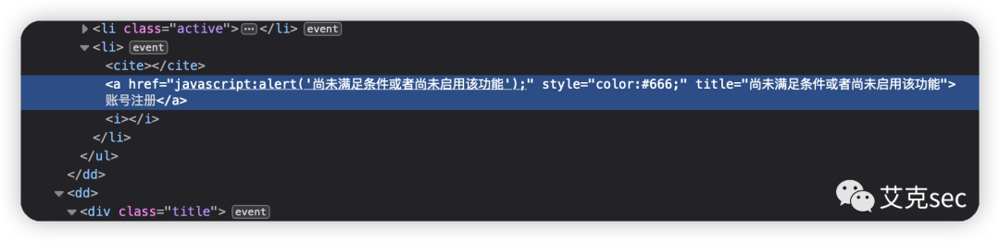 <li class="active">⋯</li> event
<li> event
<cite></cite>
<a href="javascript:alert('尚未满足条件或者尚未启用该功能');" style="color:#666;" title="尚未满足条件或者尚未启用该功能">
账号注册</a>
<i></i>
</li>
</ul>
</dd>
<dd>
<div class="title"> event
艾克sec